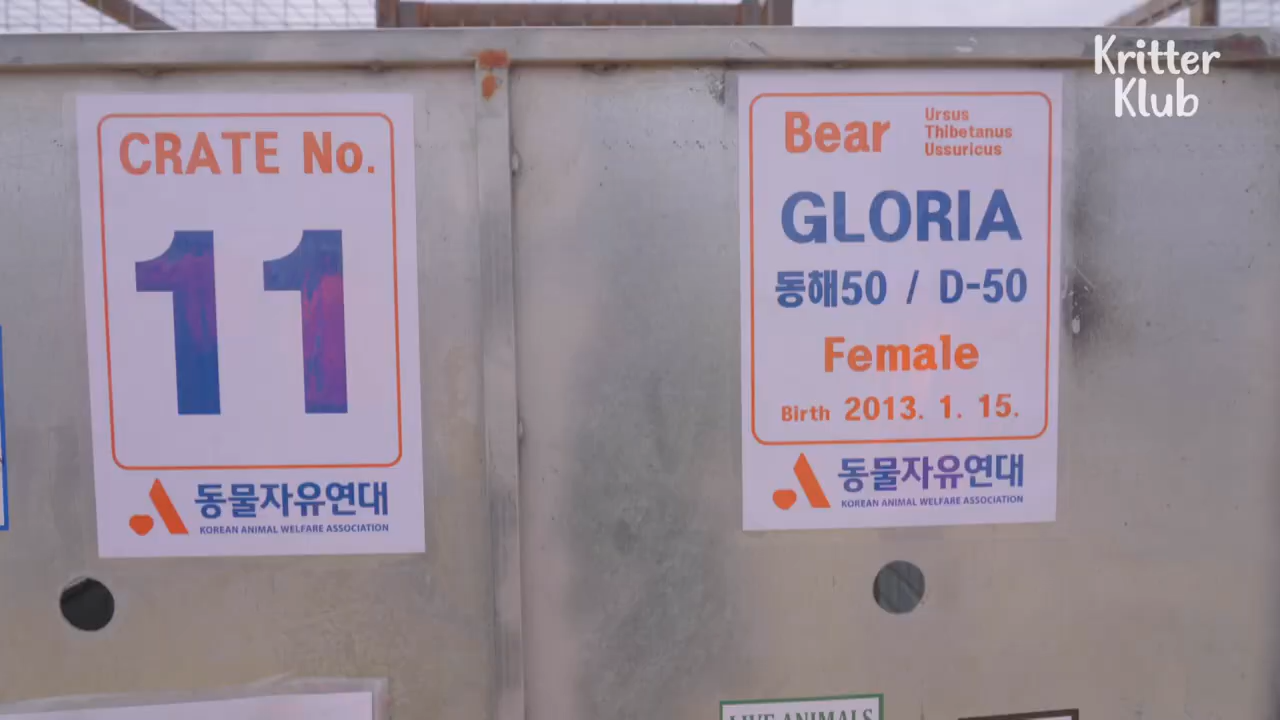 Kritter
Klub
CRATE No.
11
동물자유연대
KOREAN ANIMAL WELFARE ASSOCIATION
Bear
Ursus
Thibetanus
Ussuricus
GLORIA
동해50 / D-50
Female
Birth 2013. 1. 15.
동물자유연대
KOREAN ANIMAL WELFARE ASSOCIATION
LIVE ANIMALS